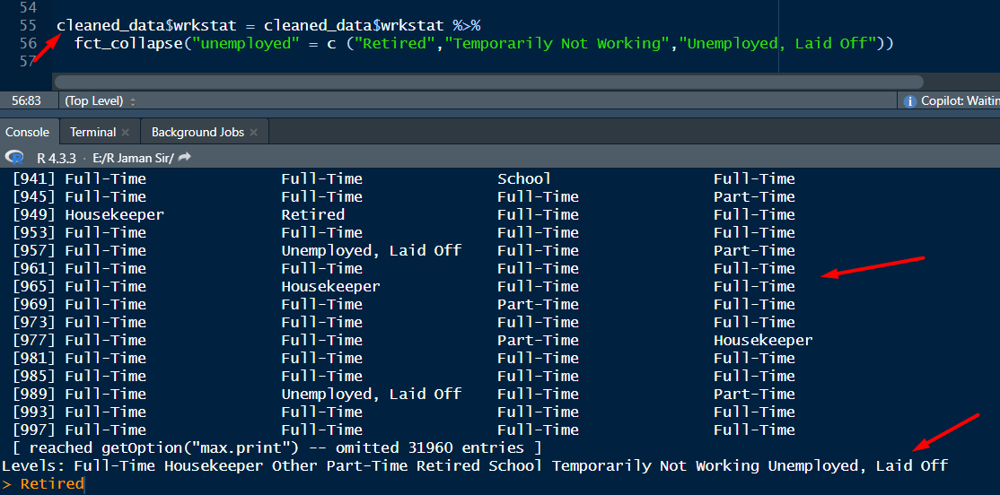 54
55 cleaned_data$wrkstat = cleaned_data$wrkstat %>%
56 fct_collapse("unemployed" = c ("Retired","Temporarily Not Working","Unemployed, Laid Off"))
57
56:83 (Top Level) Copilot: Waitin
Console Terminal Background Jobs
R 4.3.3 · E:/R Jaman Sir/
[941] Full-Time Full-Time School Full-Time
[945] Full-Time Full-Time Full-Time Part-Time
[949] Housekeeper Retired Full-Time Full-Time
[953] Full-Time Full-Time Full-Time Full-Time
[957] Full-Time Unemployed, Laid Off Full-Time Part-Time
[961] Full-Time Full-Time Full-Time Full-Time
[965] Full-Time Housekeeper Full-Time Full-Time
[969] Full-Time Full-Time Part-Time Full-Time
[973] Full-Time Full-Time Full-Time Full-Time
[977] Full-Time Full-Time Part-Time Housekeeper
[981] Full-Time Full-Time Full-Time Full-Time
[985] Full-Time Full-Time Full-Time Full-Time
[989] Full-Time Unemployed, Laid Off Full-Time Part-Time
[993] Full-Time Full-Time Full-Time Full-Time
[997] Full-Time Full-Time Full-Time Full-Time
[ reached getOption("max.print") -- omitted 31960 entries ]
Levels: Full-Time Housekeeper Other Part-Time Retired School Temporarily Not Working Unemployed, Laid Off
> Retired